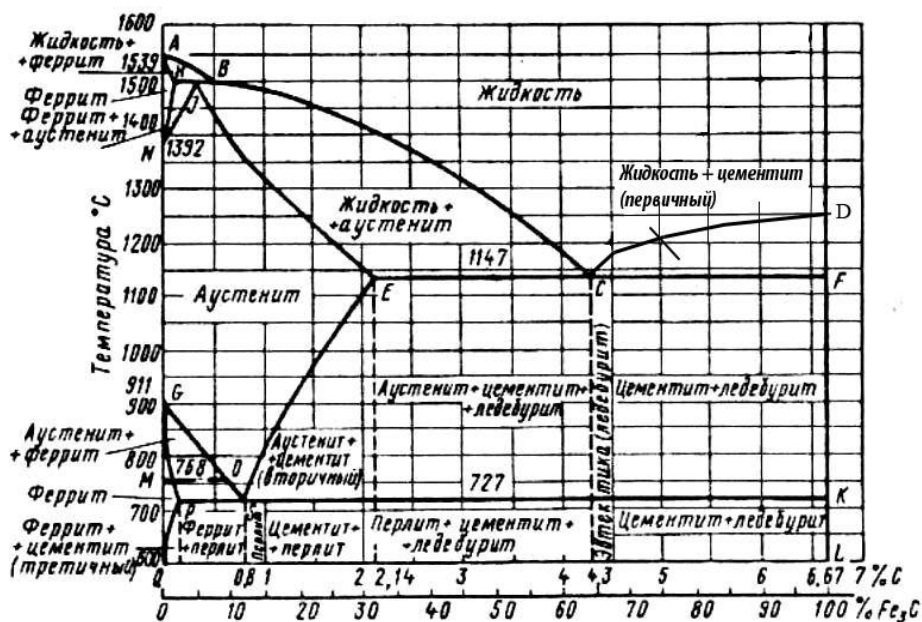 Температура °C
1600
1539
1500
1400
1392
1300
1200
1100
1000
911
900
800
768
700
600
A
Жидкость+
+феррит
H
B
J
Феррит
Феррит+
+аустенит
N
Жидкость
Жидкость + цементит
(первичный)
D
Жидкость+
+аустенит
1147
E
C
F
Аустенит
G
Аустенит+цементит+
+ледебурит
Эвтектика (ледебурит)
Цементит+ледебурит
Аустенит+
+феррит
M
O
Аустенит+
+цементит
(вторичный)
727
Феррит
P
S
K
Феррит+
+цементит
(третичный)
Феррит+
+перлит
Перлит
Цементит+
+перлит
Перлит+цементит+
+ледебурит
Цементит+ледебурит
L
Q
0 0,8 1 2 2,14 3 4 4,3 5 6 6,67 7 % C
0 10 20 30 40 50 60 70 80 90 100 % Fe₃C